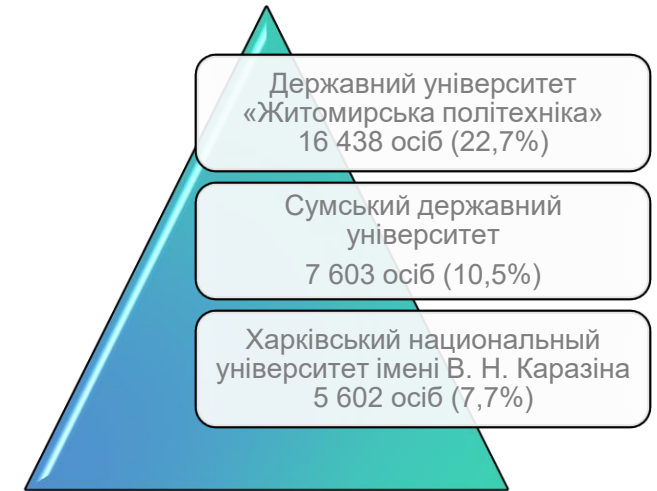 Державний університет
«Житомирська політехніка»
16 438 осіб (22,7%)
Сумський державний
університет
7 603 осіб (10,5%)
Харківський национальный
університет імені В. Н. Каразіна
5 602 осіб (7,7%)